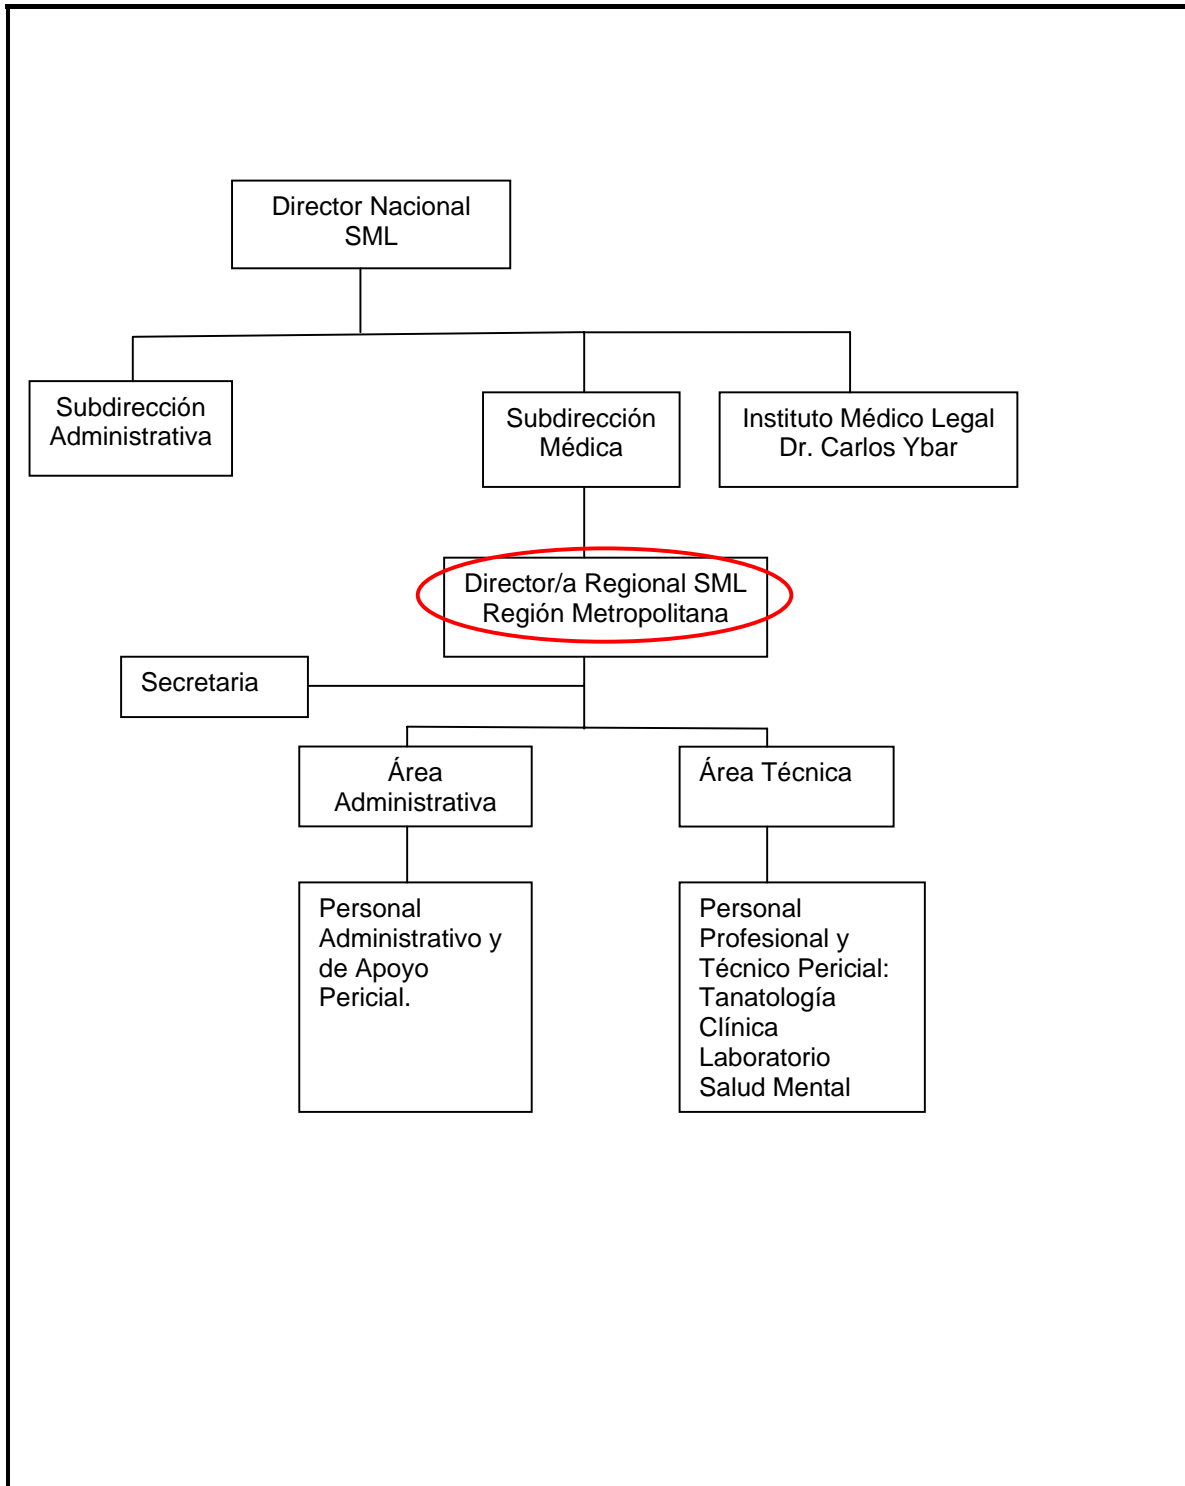 Director Nacional
SML
Subdirección
Administrativa
Subdirección
Médica
Instituto Médico Legal
Dr. Carlos Ybar
Director/a Regional SML
Región Metropolitana
Secretaria
Área
Administrativa
Área Técnica
Personal
Administrativo y
de Apoyo
Pericial.
Personal
Profesional y
Técnico Pericial:
Tanatología
Clínica
Laboratorio
Salud Mental